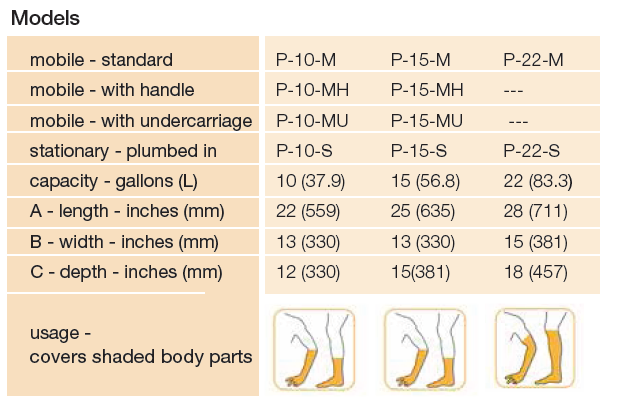 Models
mobile - standard P-10-M P-15-M P-22-M
mobile - with handle P-10-MH P-15-MH ---
mobile - with undercarriage P-10-MU P-15-MU ---
stationary - plumbed in P-10-S P-15-S P-22-S
capacity - gallons (L) 10 (37.9) 15 (56.8) 22 (83.3)
A - length - inches (mm) 22 (559) 25 (635) 28 (711)
B - width - inches (mm) 13 (330) 13 (330) 15 (381)
C - depth - inches (mm) 12 (330) 15(381) 18 (457)
usage -
covers shaded body parts